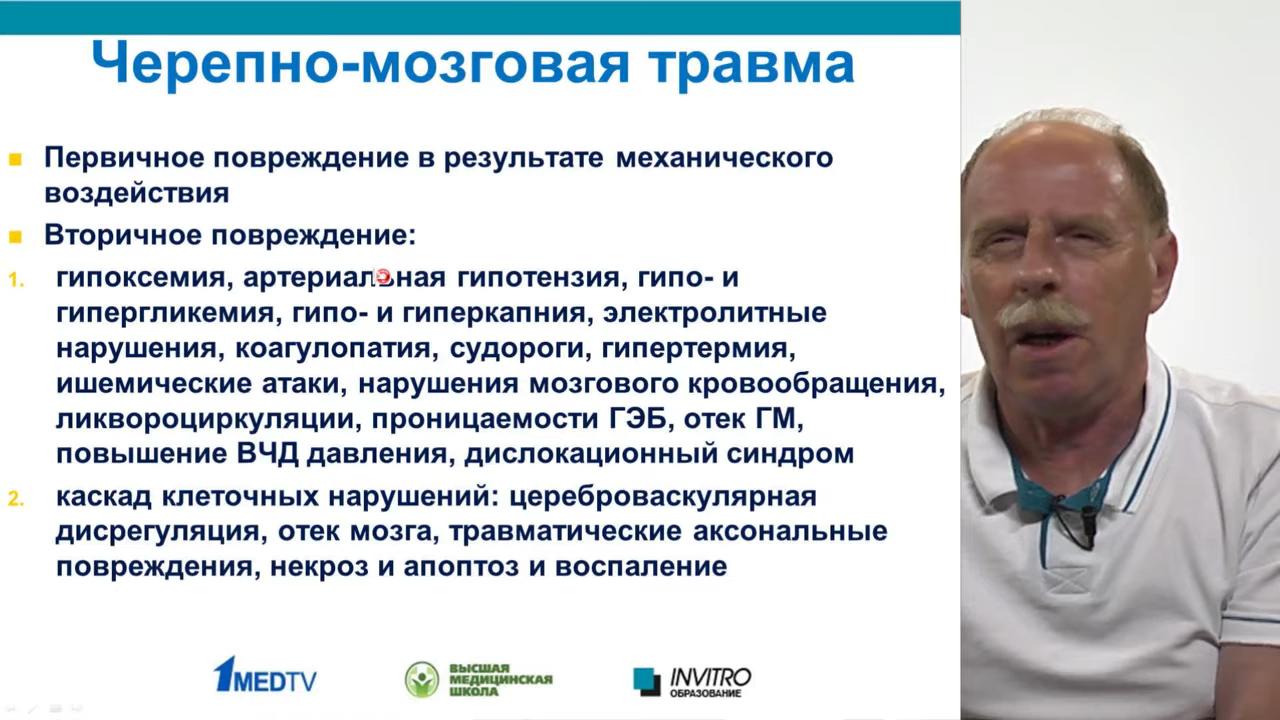 Черепно-мозговая травма
Первичное повреждение в результате механического
воздействия
Вторичное повреждение:
1. гипоксемия, артериальная гипотензия, гипо- и
гипергликемия, гипо- и гиперкапния, электролитные
нарушения, коагулопатия, судороги, гипертермия,
ишемические атаки, нарушения мозгового кровообращения,
ликвороциркуляции, проницаемости ГЭБ, отек ГМ,
повышение ВЧД давления, дислокационный синдром
2. каскад клеточных нарушений: цереброваскулярная
дисрегуляция, отек мозга, травматические аксональные
повреждения, некроз и апоптоз и воспаление
1MEDTV
ВЫСШАЯ
МЕДИЦИНСКАЯ
ШКОЛА
INVITRO
ОБРАЗОВАНИЕ